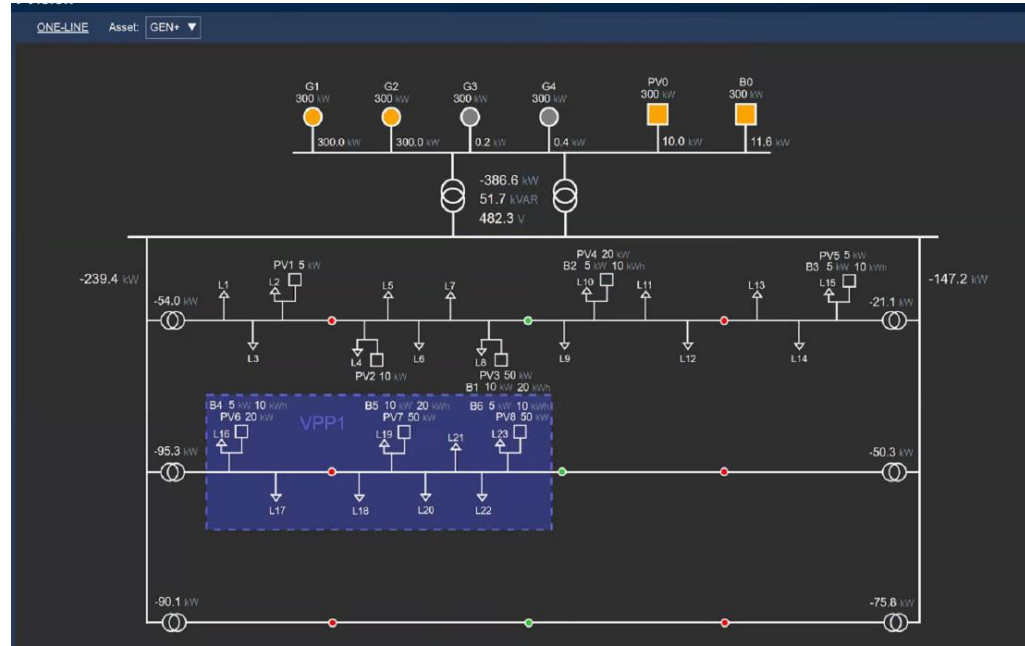 ONE-LINE Asset: GEN+ ▼
G1 G2 G3 G4 PV0 B0
300 kW 300 kW 300 kW 300 kW 300 kW 300 kW
300.0 kW 300.0 kW 0.2 kW 0.4 kW 10.0 kW 11.6 kW
-386.6 kW
51.7 kVAR
482.3 V
-239.4 kW -147.2 kW
PV1 5 kW
PV4 20 kW
B2 5 kW 10 kWh
PV5 5 kW
B3 5 kW 10 kWh
-54.0 kW L1 L2 L5 L7 L10 L11 L13 L15 -21.1 kW
L3 L4 L6 L8 L9 L12 L14
PV2 10 kW
PV3 50 kW
B1 10 kW 20 kWh
B4 5 kW 10 kWh
PV6 20 kW
VPP1
B5 10 kW 20 kWh
PV7 50 kW
B6 5 kW 10 kWh
PV8 50 kW
-95.3 kW L16 L19 L21 L23 -50.3 kW
L17 L18 L20 L22
-90.1 kW -75.8 kW